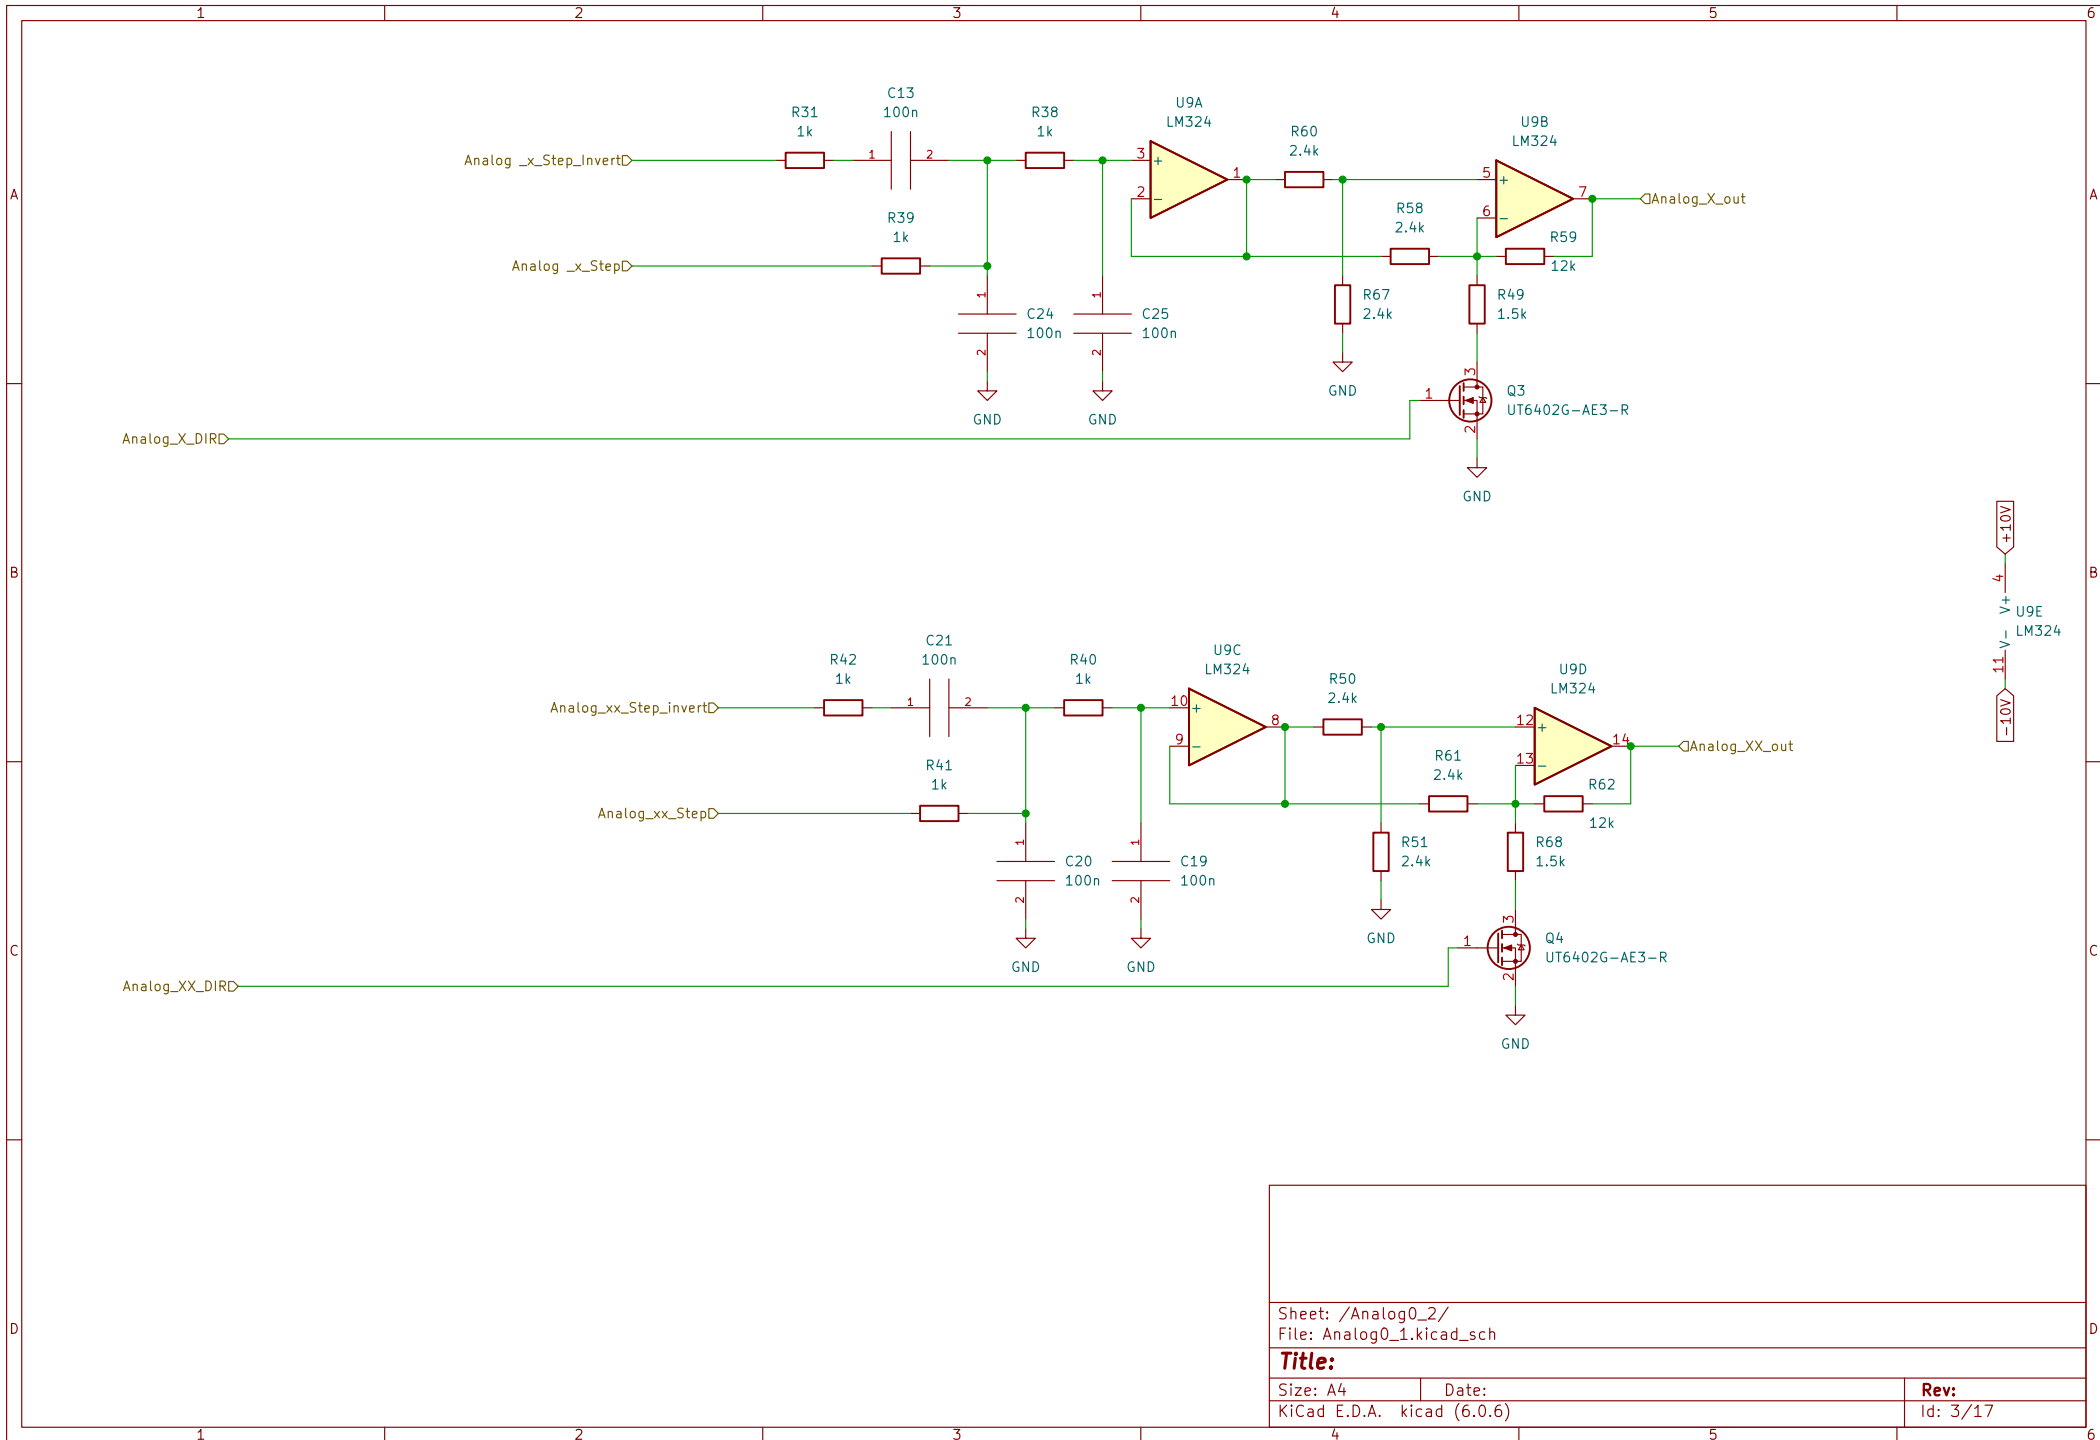 1 2 3 4 5 6
A A
B B
C C
D D
1 2 3 4 5 6
C13
100n
R31
1k
R38
1k
U9A
LM324
R60
2.4k
U9B
LM324
Analog _x_Step_Invert
1 2
3
+
1
2
−
5
+
7
6
−
Analog_X_out
R39
1k
R58
2.4k
R59
12k
Analog _x_Step
1
2
C24
100n
1
2
C25
100n
R67
2.4k
R49
1.5k
GND
GND
GND
3
1
2
Q3
UT6402G-AE3-R
Analog_X_DIR
GND
+10V
4
V+
U9E
LM324
V−
11
-10V
C21
100n
R42
1k
R40
1k
U9C
LM324
R50
2.4k
U9D
LM324
Analog_xx_Step_invert
1 2
10
+
8
9
−
12
+
14
13
−
Analog_XX_out
R41
1k
R61
2.4k
R62
12k
Analog_xx_Step
1
2
C20
100n
1
2
C19
100n
R51
2.4k
R68
1.5k
GND
GND
GND
3
1
2
Q4
UT6402G-AE3-R
Analog_XX_DIR
GND
Sheet: /Analog0_2/
File: Analog0_1.kicad_sch
Title:
Size: A4 Date: Rev:
KiCad E.D.A. kicad (6.0.6) Id: 3/17